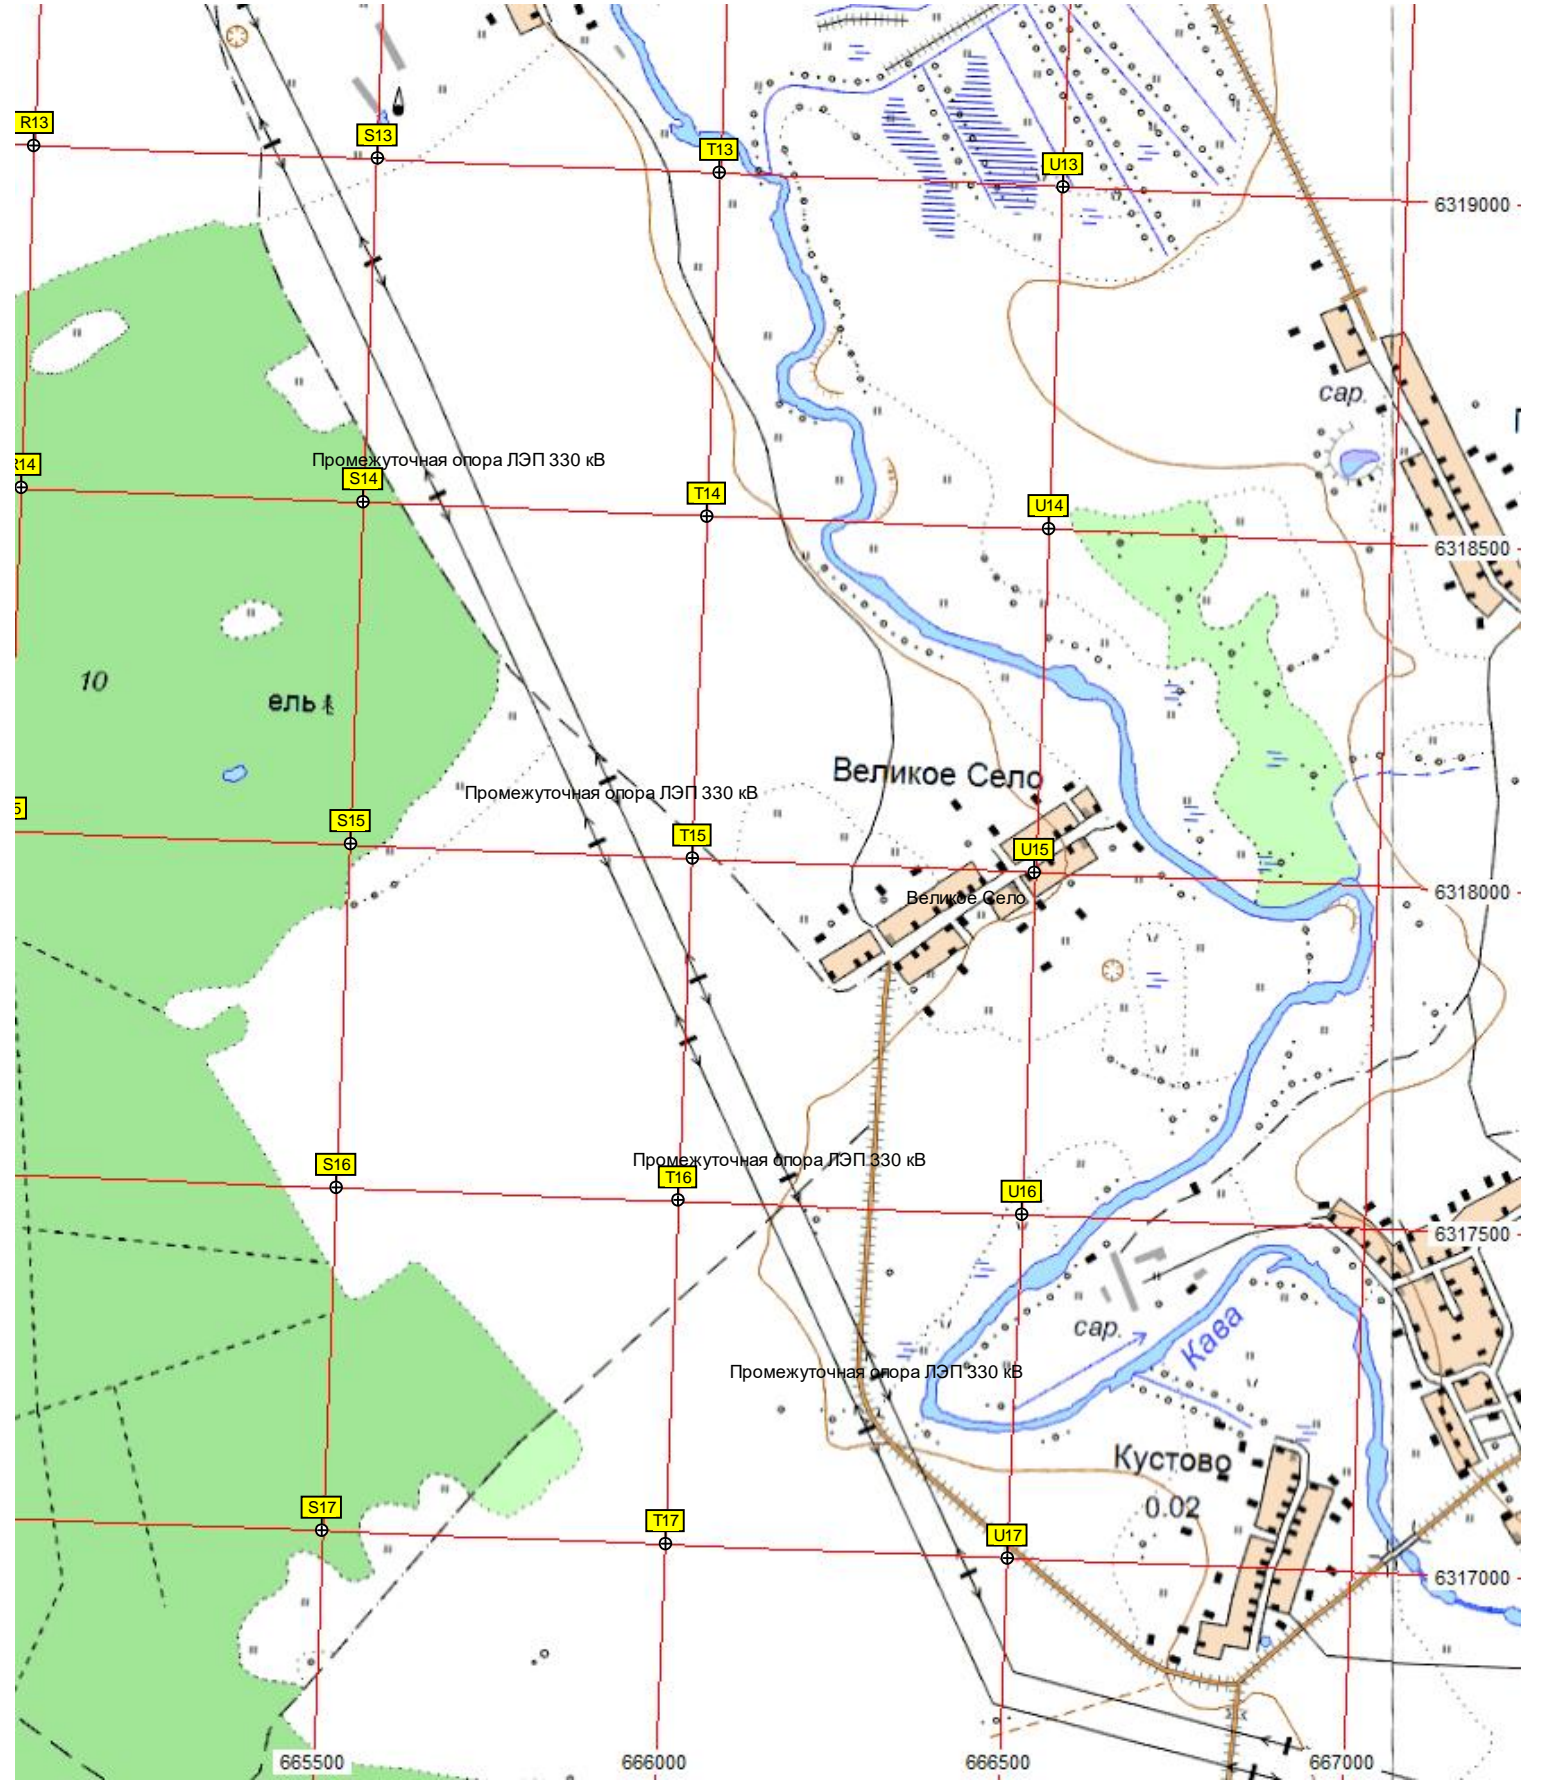 R13
S13
T13
U13
6319000
сар.
Промежуточная опора ЛЭП 330 кВ
R14
S14
T14
U14
6318500
10
ель
Великое Село
Промежуточная опора ЛЭП 330 кВ
5
S15
T15
U15
6318000
Великое Село
Промежуточная опора ЛЭП 330 кВ
S16
T16
U16
6317500
сар.
Кава
Промежуточная опора ЛЭП 330 кВ
Кустово
0.02
S17
T17
U17
6317000
665500
666000
666500
667000